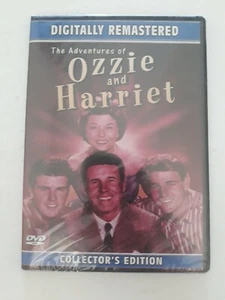 DIGITALLY REMASTERED
The Adventures of
Ozzie
and
Harriet
DVD
COLLECTOR'S EDITION